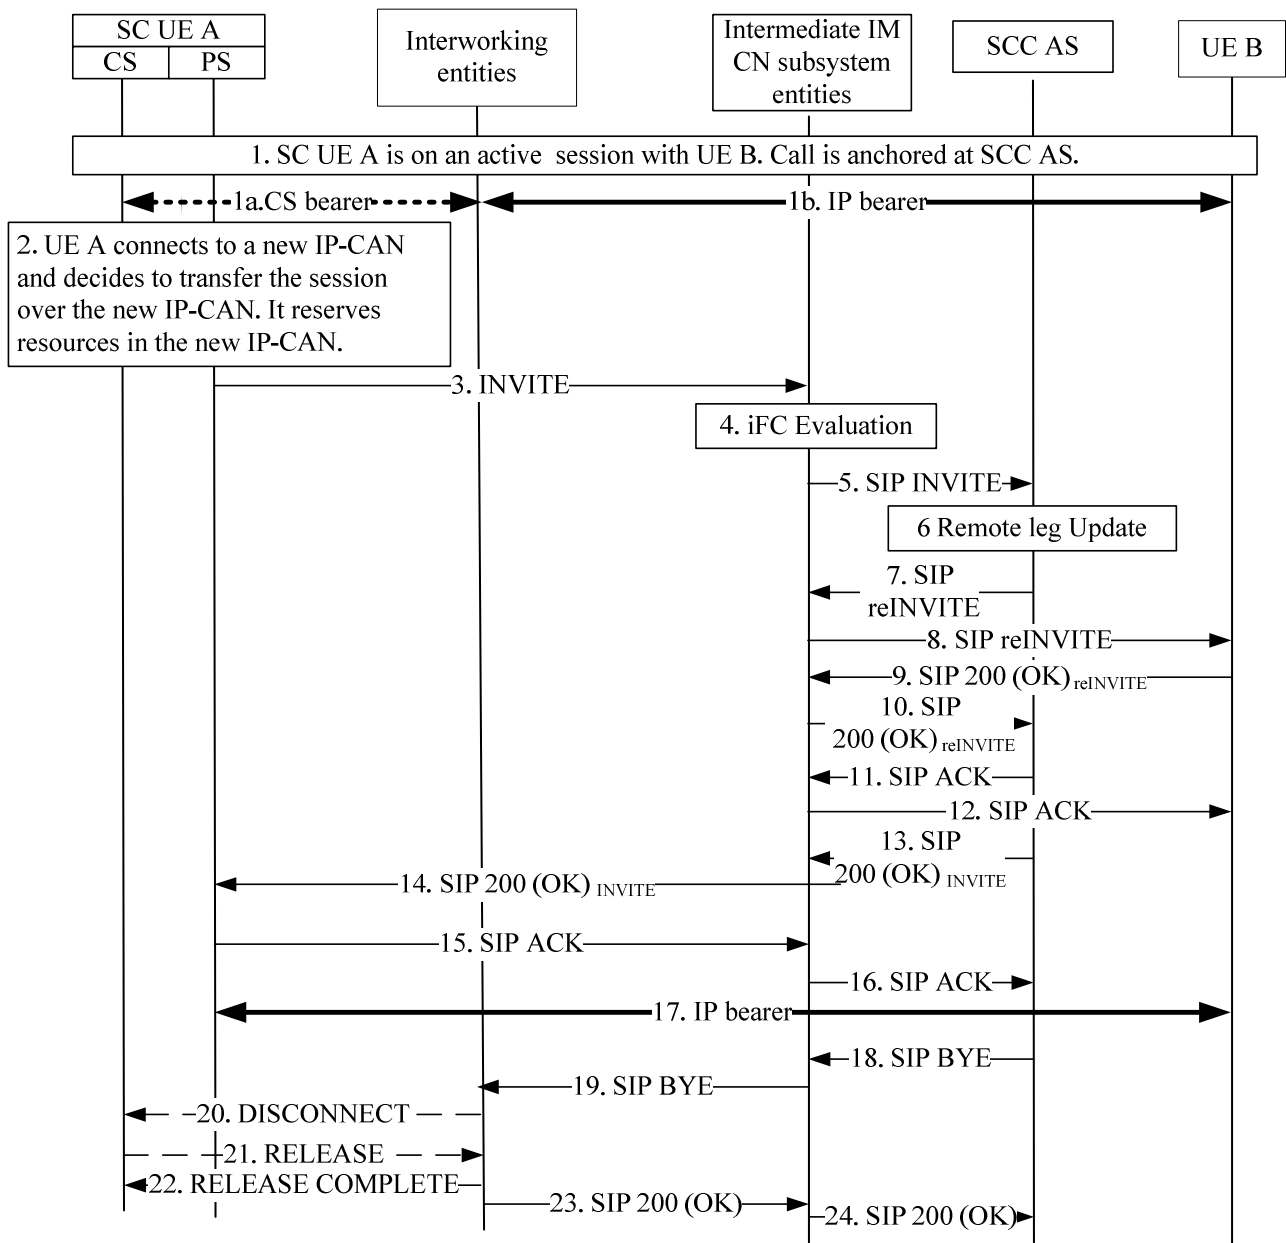 SC UE A
CS
PS
Interworking
entities
Intermediate IM
CN subsystem
entities
SCC AS
UE B
1. SC UE A is on an active session with UE B. Call is anchored at SCC AS.
1a.CS bearer
1b. IP bearer
2. UE A connects to a new IP-CAN
and decides to transfer the session
over the new IP-CAN. It reserves
resources in the new IP-CAN.
3. INVITE
4. iFC Evaluation
5. SIP INVITE
6 Remote leg Update
7. SIP
reINVITE
8. SIP reINVITE
9. SIP 200 (OK) reINVITE
10. SIP
200 (OK) reINVITE
11. SIP ACK
12. SIP ACK
13. SIP
200 (OK) INVITE
14. SIP 200 (OK) INVITE
15. SIP ACK
16. SIP ACK
17. IP bearer
18. SIP BYE
19. SIP BYE
20. DISCONNECT
21. RELEASE
22. RELEASE COMPLETE
23. SIP 200 (OK)
24. SIP 200 (OK)